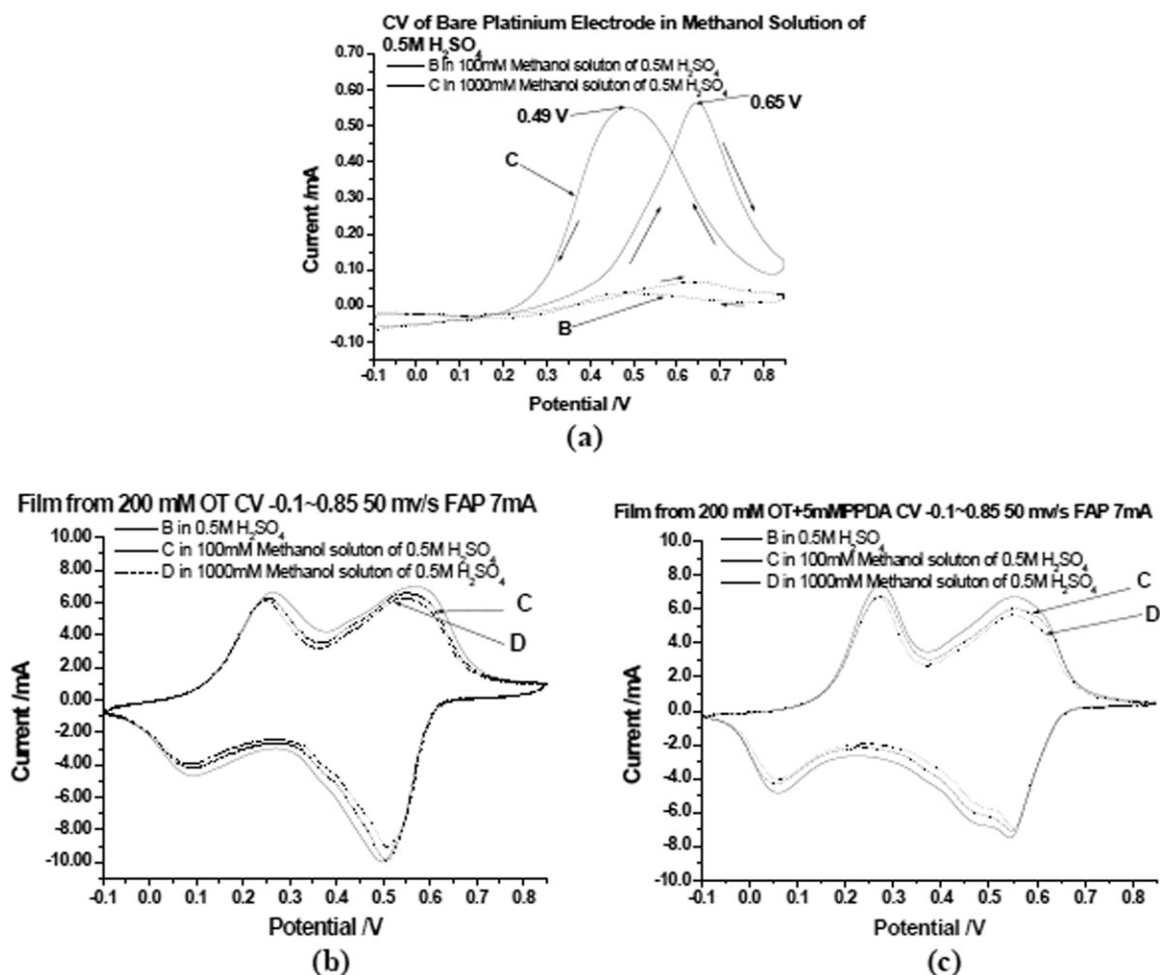 CV of Bare Platinium Electrode in Methanol Solution of
0.5M H₂SO₄
B in 100mM Methanol soluton of 0.5M H₂SO₄
C in 1000mM Methanol soluton of 0.5M H₂SO₄
0.70
0.60
0.50
0.40
0.30
0.20
0.10
0.00
-0.10
Current /mA
0.49 V
0.65 V
C
B
-0.1 0.0 0.1 0.2 0.3 0.4 0.5 0.6 0.7 0.8
Potential /V
(a)
Film from 200 mM OT CV -0.1~0.85 50 mv/s FAP 7mA
B in 0.5M H₂SO₄
C in 100mM Methanol soluton of 0.5M H₂SO₄
D in 1000mM Methanol soluton of 0.5M H₂SO₄
10.00
8.00
6.00
4.00
2.00
0.00
-2.00
-4.00
-6.00
-8.00
-10.00
Current /mA
C
D
-0.1 0.0 0.1 0.2 0.3 0.4 0.5 0.6 0.7 0.8
Potential /V
(b)
Film from 200 mM OT+5mMPPDA CV -0.1~0.85 50 mv/s FAP 7mA
B in 0.5M H₂SO₄
C in 100mM Methanol soluton of 0.5M H₂SO₄
D in 1000mM Methanol soluton of 0.5M H₂SO₄
10.0
8.0
6.0
4.0
2.0
0.0
-2.0
-4.0
-6.0
-8.0
-10.0
Current /mA
C
D
-0.1 0.0 0.1 0.2 0.3 0.4 0.5 0.6 0.7 0.8
Potential /V
(c)